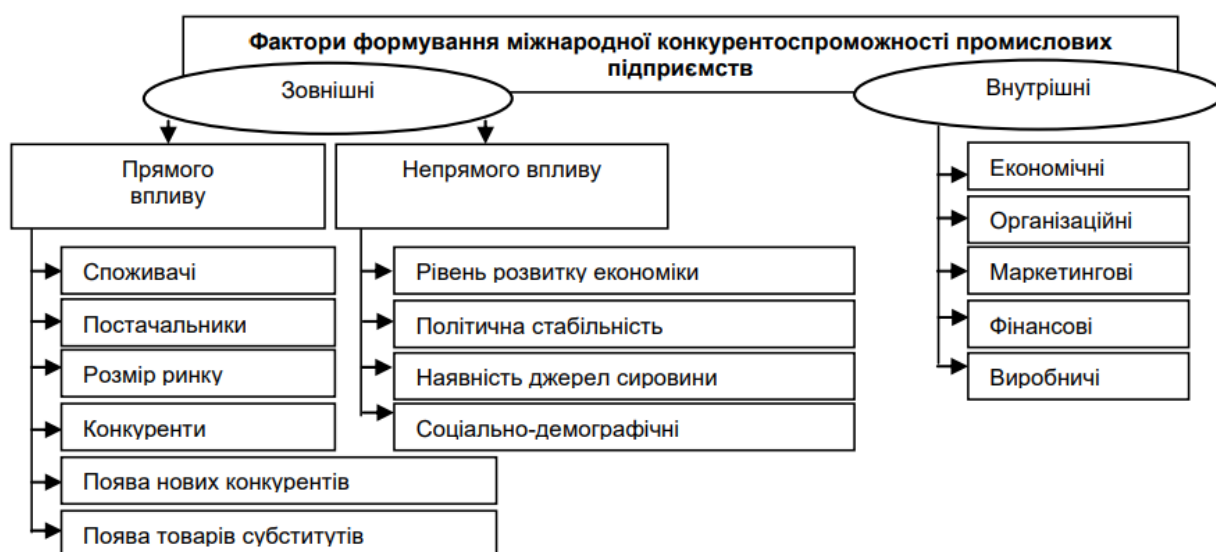 Фактори формування міжнародної конкурентоспроможності промислових
підприємств
Зовнішні
Внутрішні
Прямого
впливу
Непрямого впливу
Споживачі
Постачальники
Розмір ринку
Конкуренти
Поява нових конкурентів
Поява товарів субститутів
Рівень розвитку економіки
Політична стабільність
Наявність джерел сировини
Соціально-демографічні
Економічні
Організаційні
Маркетингові
Фінансові
Виробничі